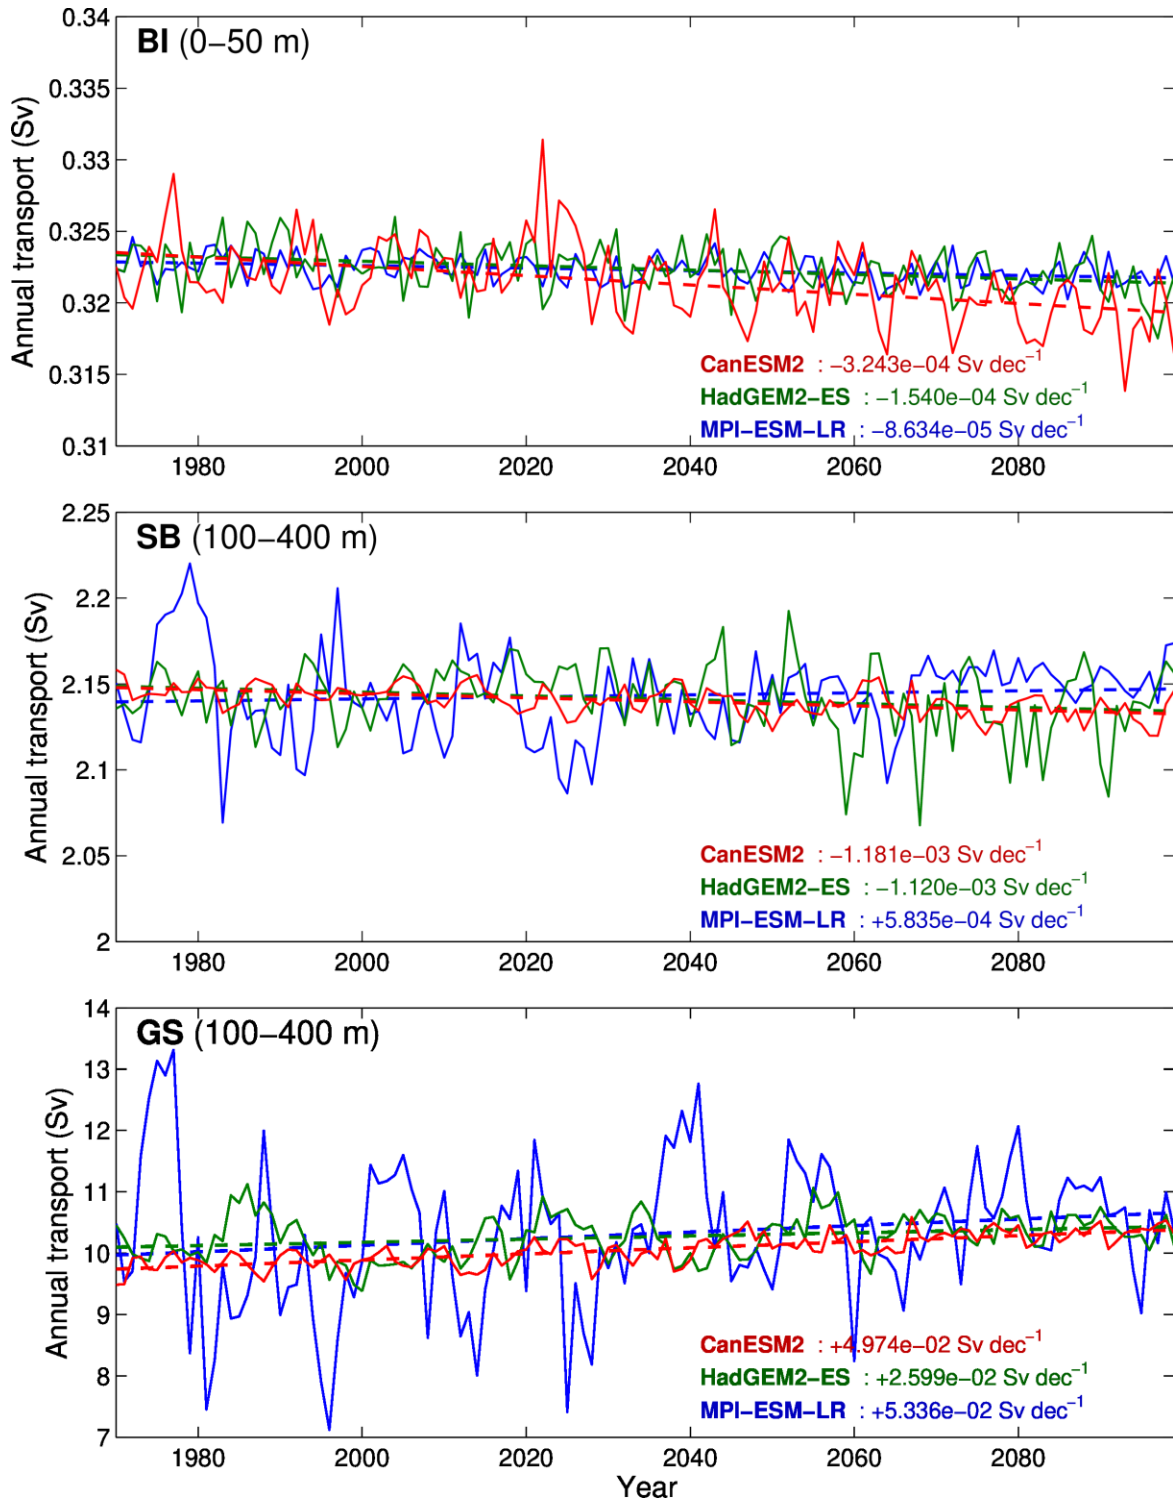 BI (0−50 m)
Annual transport (Sv)
0.34
0.335
0.33
0.325
0.32
0.315
0.31
CanESM2 : −3.243e−04 Sv dec−1
HadGEM2−ES : −1.540e−04 Sv dec−1
MPI−ESM−LR : −8.634e−05 Sv dec−1
1980 2000 2020 2040 2060 2080
SB (100−400 m)
Annual transport (Sv)
2.25
2.2
2.15
2.1
2.05
2
CanESM2 : −1.181e−03 Sv dec−1
HadGEM2−ES : −1.120e−03 Sv dec−1
MPI−ESM−LR : +5.835e−04 Sv dec−1
1980 2000 2020 2040 2060 2080
GS (100−400 m)
Annual transport (Sv)
14
13
12
11
10
9
8
7
CanESM2 : +4.974e−02 Sv dec−1
HadGEM2−ES : +2.599e−02 Sv dec−1
MPI−ESM−LR : +5.336e−02 Sv dec−1
1980 2000 2020 2040 2060 2080
Year